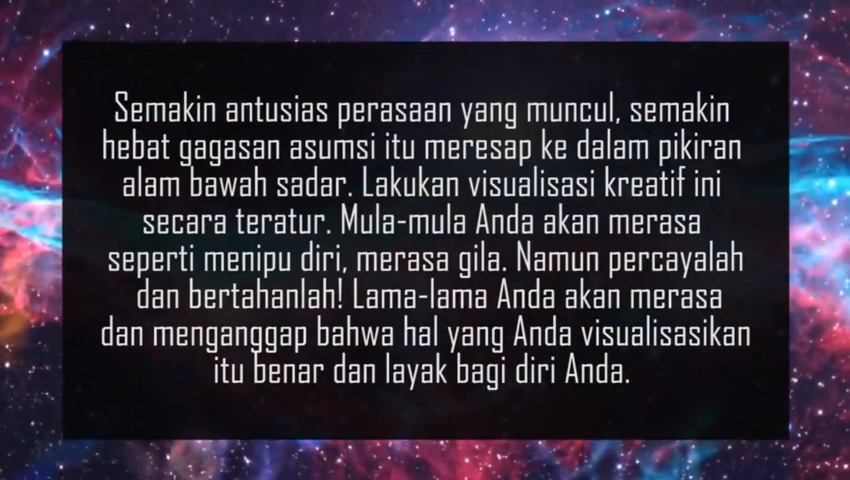 Semakin antusias perasaan yang muncul, semakin
hebat gagasan asumsi itu meresap ke dalam pikiran
alam bawah sadar. Lakukan visualisasi kreatif ini
secara teratur. Mula-mula Anda akan merasa
seperti menipu diri, merasa gila. Namun percayalah
dan bertahanlah! Lama-lama Anda akan merasa
dan menganggap bahwa hal yang Anda visualisasikan
itu benar dan layak bagi diri Anda.